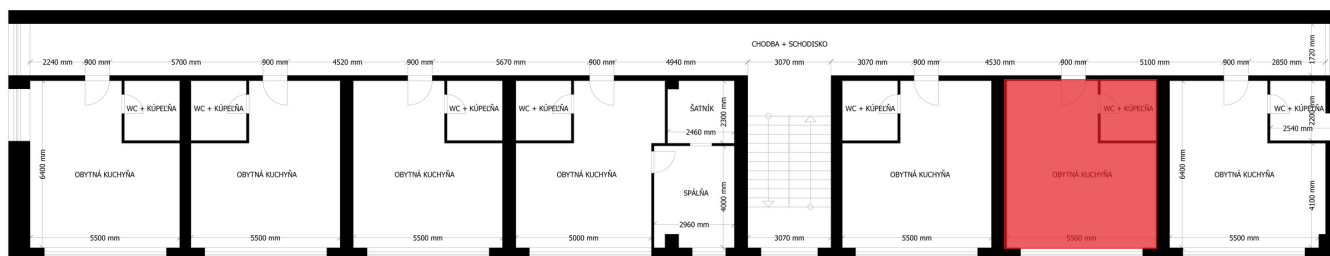 CHODBA + SCHODISKO
1720 mm
2240 mm
900 mm
5700 mm
900 mm
4520 mm
900 mm
5670 mm
900 mm
4940 mm
3070 mm
3070 mm
900 mm
4530 mm
900 mm
5100 mm
900 mm
2850 mm
WC + KÚPEĽŇA
WC + KÚPEĽŇA
WC + KÚPEĽŇA
WC + KÚPEĽŇA
ŠATNÍK
WC + KÚPEĽŇA
WC + KÚPEĽŇA
WC + KÚPEĽŇA
2300 mm
2200 mm
2460 mm
2540 mm
6400 mm
OBYTNÁ KUCHYŇA
OBYTNÁ KUCHYŇA
OBYTNÁ KUCHYŇA
OBYTNÁ KUCHYŇA
OBYTNÁ KUCHYŇA
OBYTNÁ KUCHYŇA
6400 mm
OBYTNÁ KUCHYŇA
SPÁLŇA
4000 mm
4100 mm
2960 mm
5500 mm
5500 mm
5500 mm
5000 mm
3070 mm
5500 mm
5500 mm
5500 mm